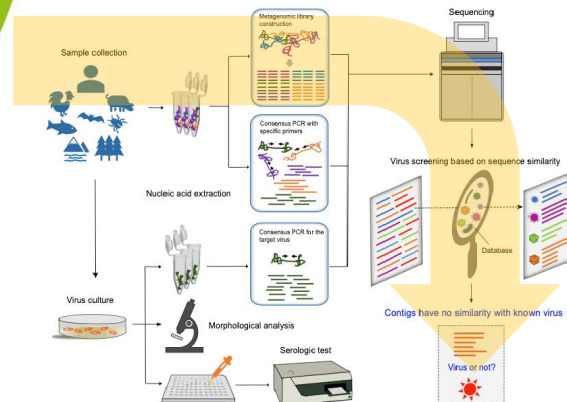 Sample collection
Metagenomic library
construction
Sequencing
Consensus PCR with
specific primers
Nucleic acid extraction
Virus screening based on sequence similarity
Database
Consensus PCR for the
target virus
Virus culture
Morphological analysis
Serologic test
Contigs have no similarity with known virus
Virus or not?